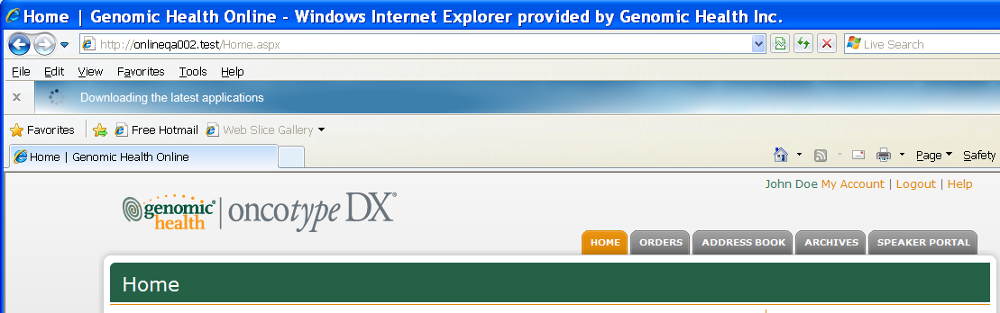 Home | Genomic Health Online - Windows Internet Explorer provided by Genomic Health Inc.
http://onlineqa002.test/Home.aspx Live Search
File Edit View Favorites Tools Help
x Downloading the latest applications
Favorites Free Hotmail Web Slice Gallery
Home | Genomic Health Online Page Safety
John Doe My Account | Logout | Help
genomic health | oncotype DX®
HOME ORDERS ADDRESS BOOK ARCHIVES SPEAKER PORTAL
Home